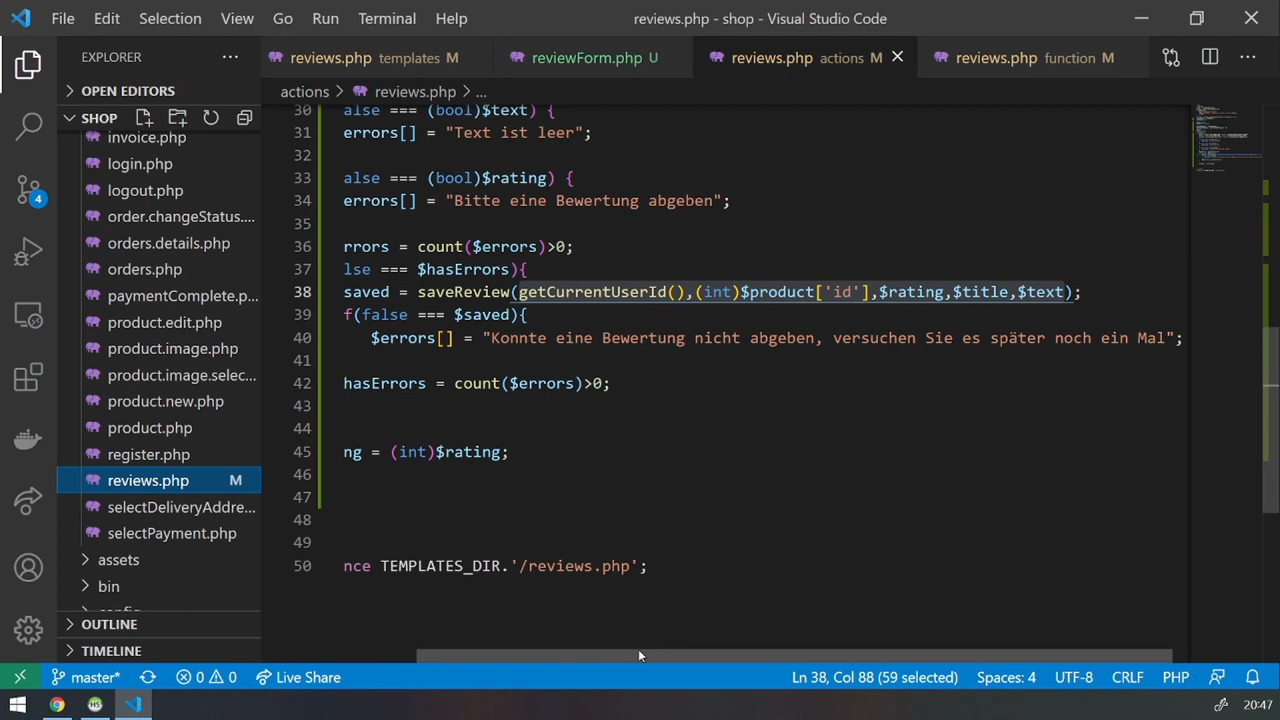 File Edit Selection View Go Run Terminal Help reviews.php - shop - Visual Studio Code
EXPLORER
reviews.php templates M reviewForm.php U reviews.php actions M reviews.php function M
OPEN EDITORS
actions > reviews.php > ...
SHOP
invoice.php
login.php
logout.php
order.changeStatus....
orders.details.php
orders.php
paymentComplete.p...
product.edit.php
product.image.php
product.image.selec...
product.new.php
product.php
register.php
reviews.php M
selectDeliveryAddre...
selectPayment.php
assets
bin
OUTLINE
TIMELINE
4
30 alse === (bool)$text) {
31 errors[] = "Text ist leer";
32
33 alse === (bool)$rating) {
34 errors[] = "Bitte eine Bewertung abgeben";
35
36 rrors = count($errors)>0;
37 lse === $hasErrors){
38 saved = saveReview(getCurrentUserId(),(int)$product['id'],$rating,$title,$text);
39 f(false === $saved){
40 $errors[] = "Konnte eine Bewertung nicht abgeben, versuchen Sie es später noch ein Mal";
41
42 hasErrors = count($errors)>0;
43
44
45 ng = (int)$rating;
46
47
48
49
50 nce TEMPLATES_DIR.'/reviews.php';
master* 0 0 Live Share Ln 38, Col 88 (59 selected) Spaces: 4 UTF-8 CRLF PHP
20:47